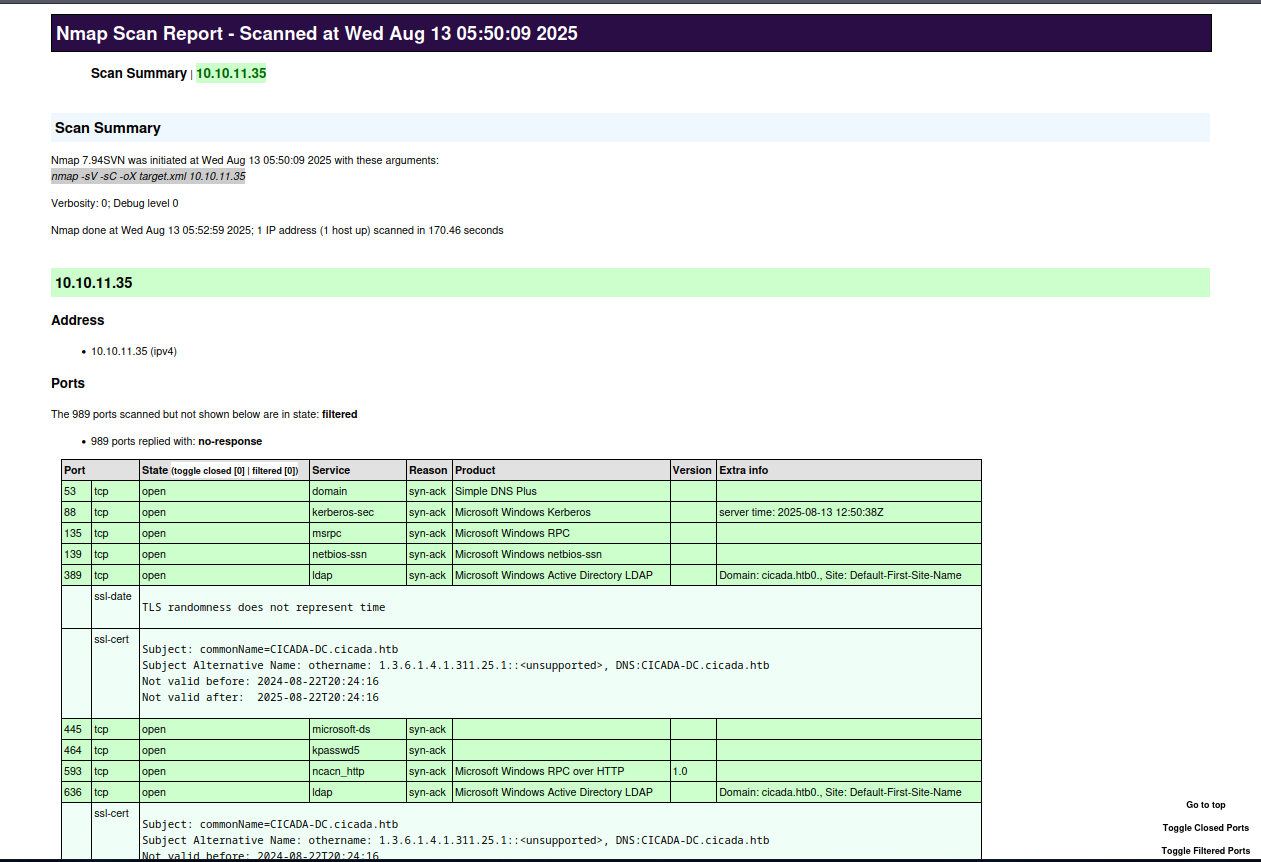 Nmap Scan Report - Scanned at Wed Aug 13 05:50:09 2025
Scan Summary | 10.10.11.35
Scan Summary
Nmap 7.94SVN was initiated at Wed Aug 13 05:50:09 2025 with these arguments:
nmap -sV -sC -oX target.xml 10.10.11.35
Verbosity: 0; Debug level 0
Nmap done at Wed Aug 13 05:52:59 2025; 1 IP address (1 host up) scanned in 170.46 seconds
10.10.11.35
Address
• 10.10.11.35 (ipv4)
Ports
The 989 ports scanned but not shown below are in state: filtered
• 989 ports replied with: no-response
Port State (toggle closed [0] | filtered [0]) Service Reason Product Version Extra info
53 tcp open domain syn-ack Simple DNS Plus
88 tcp open kerberos-sec syn-ack Microsoft Windows Kerberos server time: 2025-08-13 12:50:38Z
135 tcp open msrpc syn-ack Microsoft Windows RPC
139 tcp open netbios-ssn syn-ack Microsoft Windows netbios-ssn
389 tcp open ldap syn-ack Microsoft Windows Active Directory LDAP Domain: cicada.htb0., Site: Default-First-Site-Name
ssl-date
TLS randomness does not represent time
ssl-cert
Subject: commonName=CICADA-DC.cicada.htb
Subject Alternative Name: othername: 1.3.6.1.4.1.311.25.1::<unsupported>, DNS:CICADA-DC.cicada.htb
Not valid before: 2024-08-22T20:24:16
Not valid after:  2025-08-22T20:24:16
445 tcp open microsoft-ds syn-ack
464 tcp open kpasswd5 syn-ack
593 tcp open ncacn_http syn-ack Microsoft Windows RPC over HTTP 1.0
636 tcp open ldap syn-ack Microsoft Windows Active Directory LDAP Domain: cicada.htb0., Site: Default-First-Site-Name
ssl-cert
Subject: commonName=CICADA-DC.cicada.htb
Subject Alternative Name: othername: 1.3.6.1.4.1.311.25.1::<unsupported>, DNS:CICADA-DC.cicada.htb
Not valid before: 2024-08-22T20:24:16
Go to top
Toggle Closed Ports
Toggle Filtered Ports